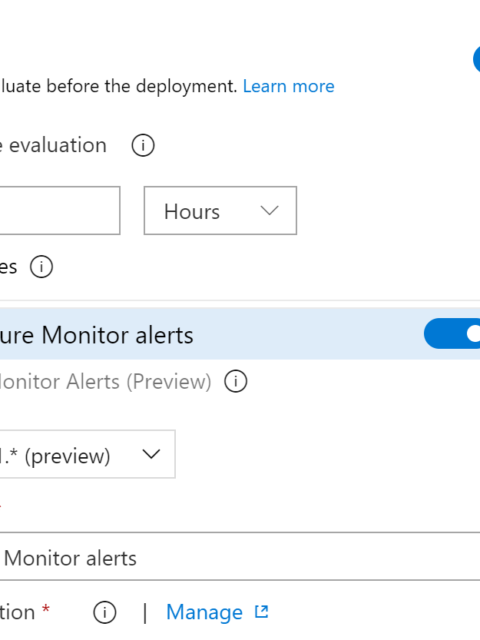 luate before the deployment. Learn more
evaluation
Hours
es
ure Monitor alerts
Monitor Alerts (Preview)
.* (preview)
Monitor alerts
tion * | Manage